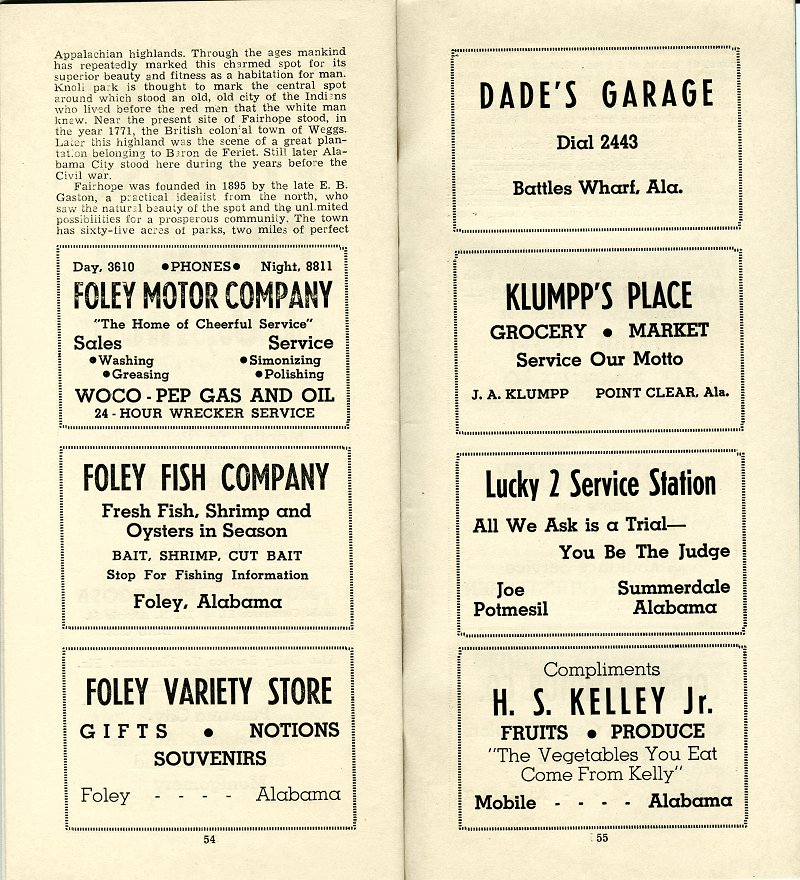 Appalachian highlands. Through the ages mankind
has repeatedly marked this charmed spot for its
superior beauty and fitness as a habitation for man.
Knoll park is thought to mark the central spot
around which stood an old, old city of the Indians
who lived before the red men that the white man
knew. Near the present site of Fairhope stood, in
the year 1771, the British colonial town of Weggs.
Later this highland was the scene of a great plan-
tation belonging to Baron de Feriet. Still later Ala-
bama City stood here during the years before the
Civil war.
Fairhope was founded in 1895 by the late E. B.
Gaston, a practical idealist from the north, who
saw the natural beauty of the spot and the unlimited
possibilities for a prosperous community. The town
has sixty-five acres of parks, two miles of perfect
Day, 3610 •PHONES• Night, 8811
FOLEY MOTOR COMPANY
"The Home of Cheerful Service"
Sales Service
•Washing •Simonizing
•Greasing •Polishing
WOCO - PEP GAS AND OIL
24 - HOUR WRECKER SERVICE
FOLEY FISH COMPANY
Fresh Fish, Shrimp and
Oysters in Season
BAIT, SHRIMP, CUT BAIT
Stop For Fishing Information
Foley, Alabama
FOLEY VARIETY STORE
GIFTS • NOTIONS
SOUVENIRS
Foley - - - - Alabama
54
DADE'S GARAGE
Dial 2443
Battles Wharf, Ala.
KLUMPP'S PLACE
GROCERY • MARKET
Service Our Motto
J. A. KLUMPP POINT CLEAR, Ala.
Lucky 2 Service Station
All We Ask is a Trial—
You Be The Judge
Joe Summerdale
Potmesil Alabama
Compliments
H. S. KELLEY Jr.
FRUITS • PRODUCE
"The Vegetables You Eat
Come From Kelly"
Mobile - - - - Alabama
55